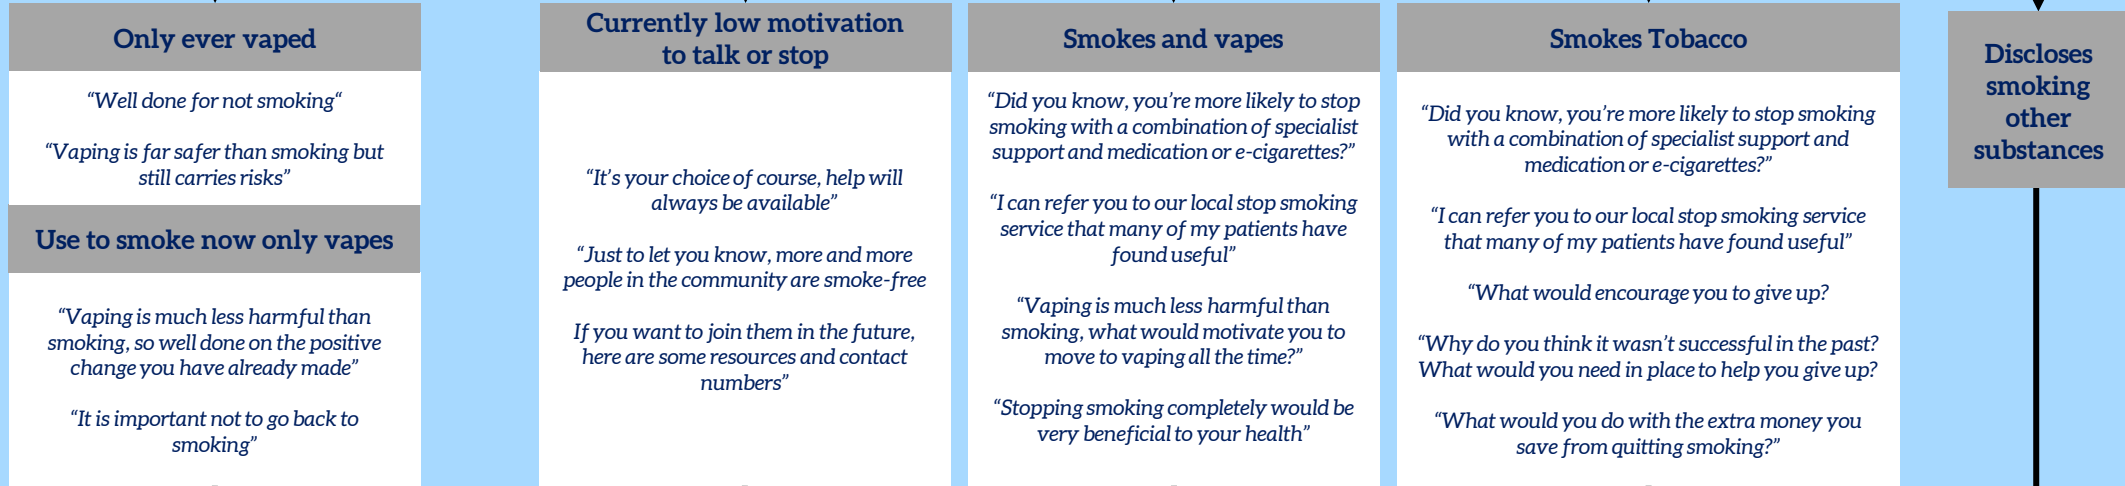 Only ever vaped
“Well done for not smoking“
“Vaping is far safer than smoking but
still carries risks”
Use to smoke now only vapes
“Vaping is much less harmful than
smoking, so well done on the positive
change you have already made”
“It is important not to go back to
smoking”
Currently low motivation
to talk or stop
“It’s your choice of course, help will
always be available”
“Just to let you know, more and more
people in the community are smoke-free
If you want to join them in the future,
here are some resources and contact
numbers”
Smokes and vapes
“Did you know, you’re more likely to stop
smoking with a combination of specialist
support and medication or e-cigarettes?”
“I can refer you to our local stop smoking
service that many of my patients have
found useful”
“Vaping is much less harmful than
smoking, what would motivate you to
move to vaping all the time?”
“Stopping smoking completely would be
very beneficial to your health”
Smokes Tobacco
“Did you know, you’re more likely to stop smoking
with a combination of specialist support and
medication or e-cigarettes?”
“I can refer you to our local stop smoking service
that many of my patients have found useful”
“What would encourage you to give up?
“Why do you think it wasn’t successful in the past?
What would you need in place to help you give up?
“What would you do with the extra money you
save from quitting smoking?”
Discloses
smoking
other
substances